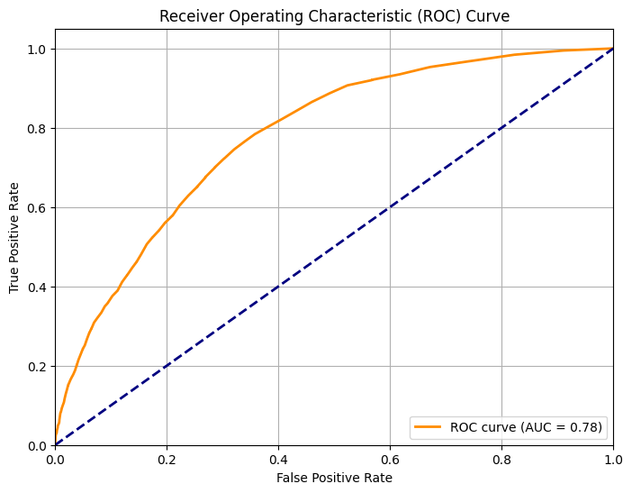 Receiver Operating Characteristic (ROC) Curve
True Positive Rate
1.0
0.8
0.6
0.4
0.2
0.0
0.0 0.2 0.4 0.6 0.8 1.0
False Positive Rate
ROC curve (AUC = 0.78)